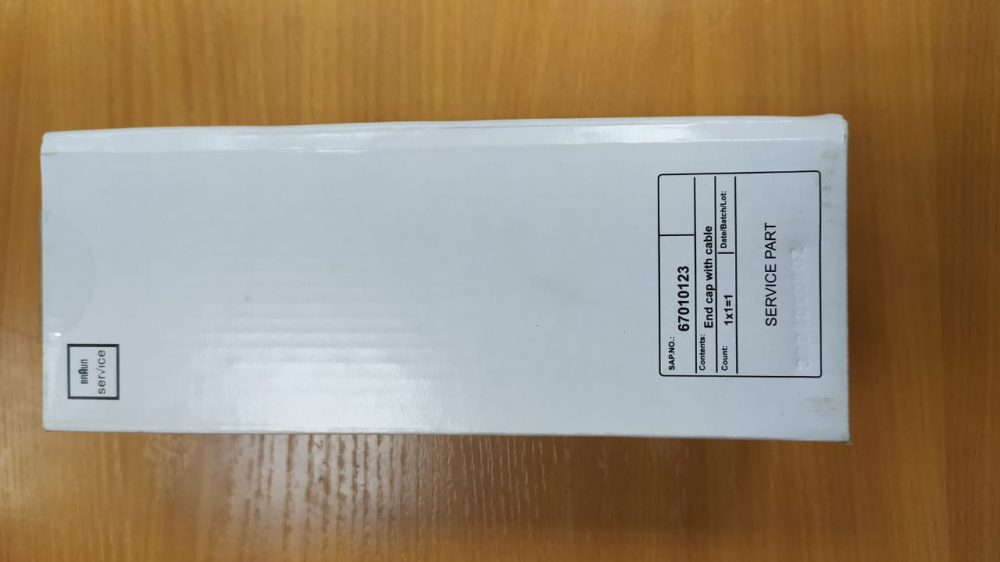 BRAUN
service
SAP.NO.:
67010123
Contents: End cap with cable
Count: 1x1=1 Date/Batch/Lot:
SERVICE PART